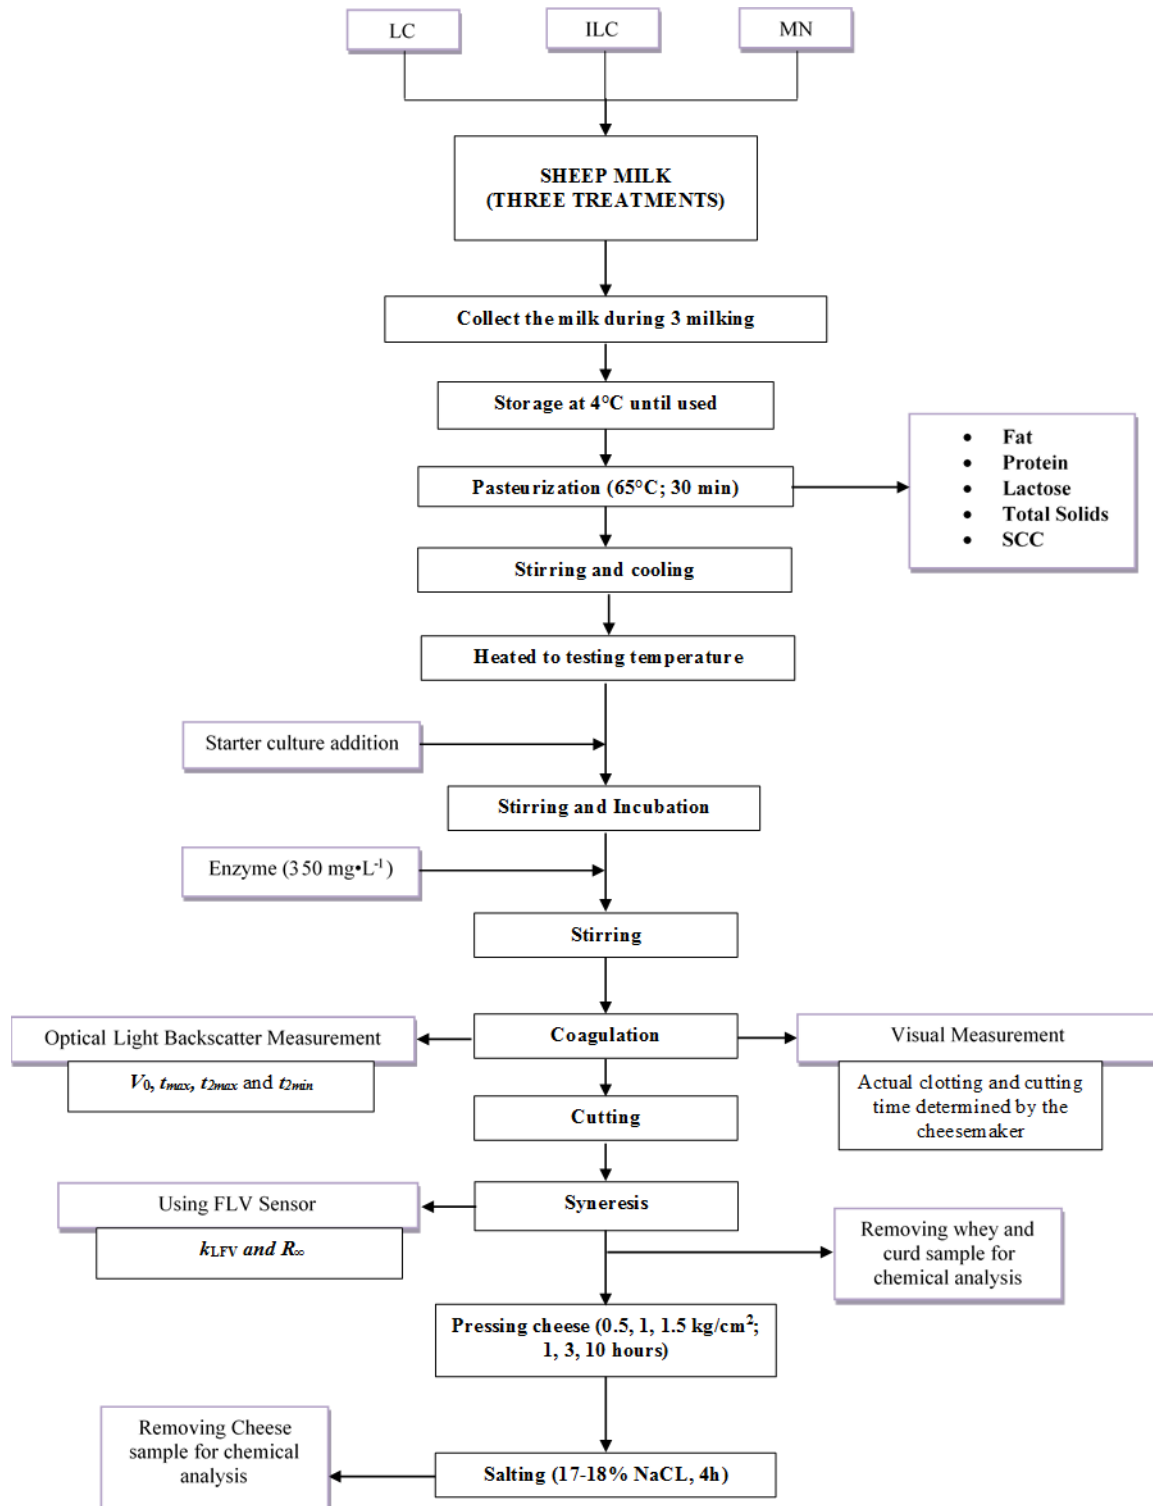 LC
ILC
MN
SHEEP MILK
(THREE TREATMENTS)
Collect the milk during 3 milking
Storage at 4°C until used
Pasteurization (65°C; 30 min)
• Fat
• Protein
• Lactose
• Total Solids
• SCC
Stirring and cooling
Heated to testing temperature
Starter culture addition
Stirring and Incubation
Enzyme (350 mg•L⁻¹)
Stirring
Optical Light Backscatter Measurement
V₀, tmax, t2max and t2min
Coagulation
Visual Measurement
Actual clotting and cutting
time determined by the
cheesemaker
Cutting
Using FLV Sensor
kLFV and R∞
Syneresis
Removing whey and
curd sample for
chemical analysis
Pressing cheese (0.5, 1, 1.5 kg/cm²;
1, 3, 10 hours)
Removing Cheese
sample for chemical
analysis
Salting (17-18% NaCL, 4h)